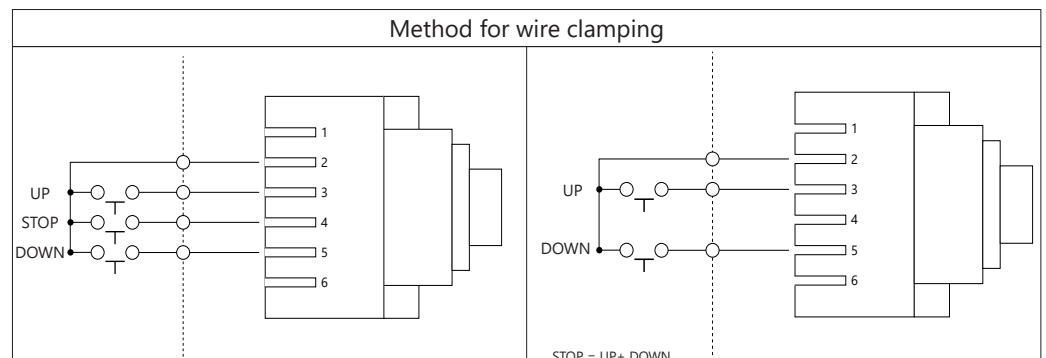 Method for wire clamping
1
2
UP 3
STOP 4
DOWN 5
6
1
2
UP 3
4
DOWN 5
6
STOP = UP+ DOWN